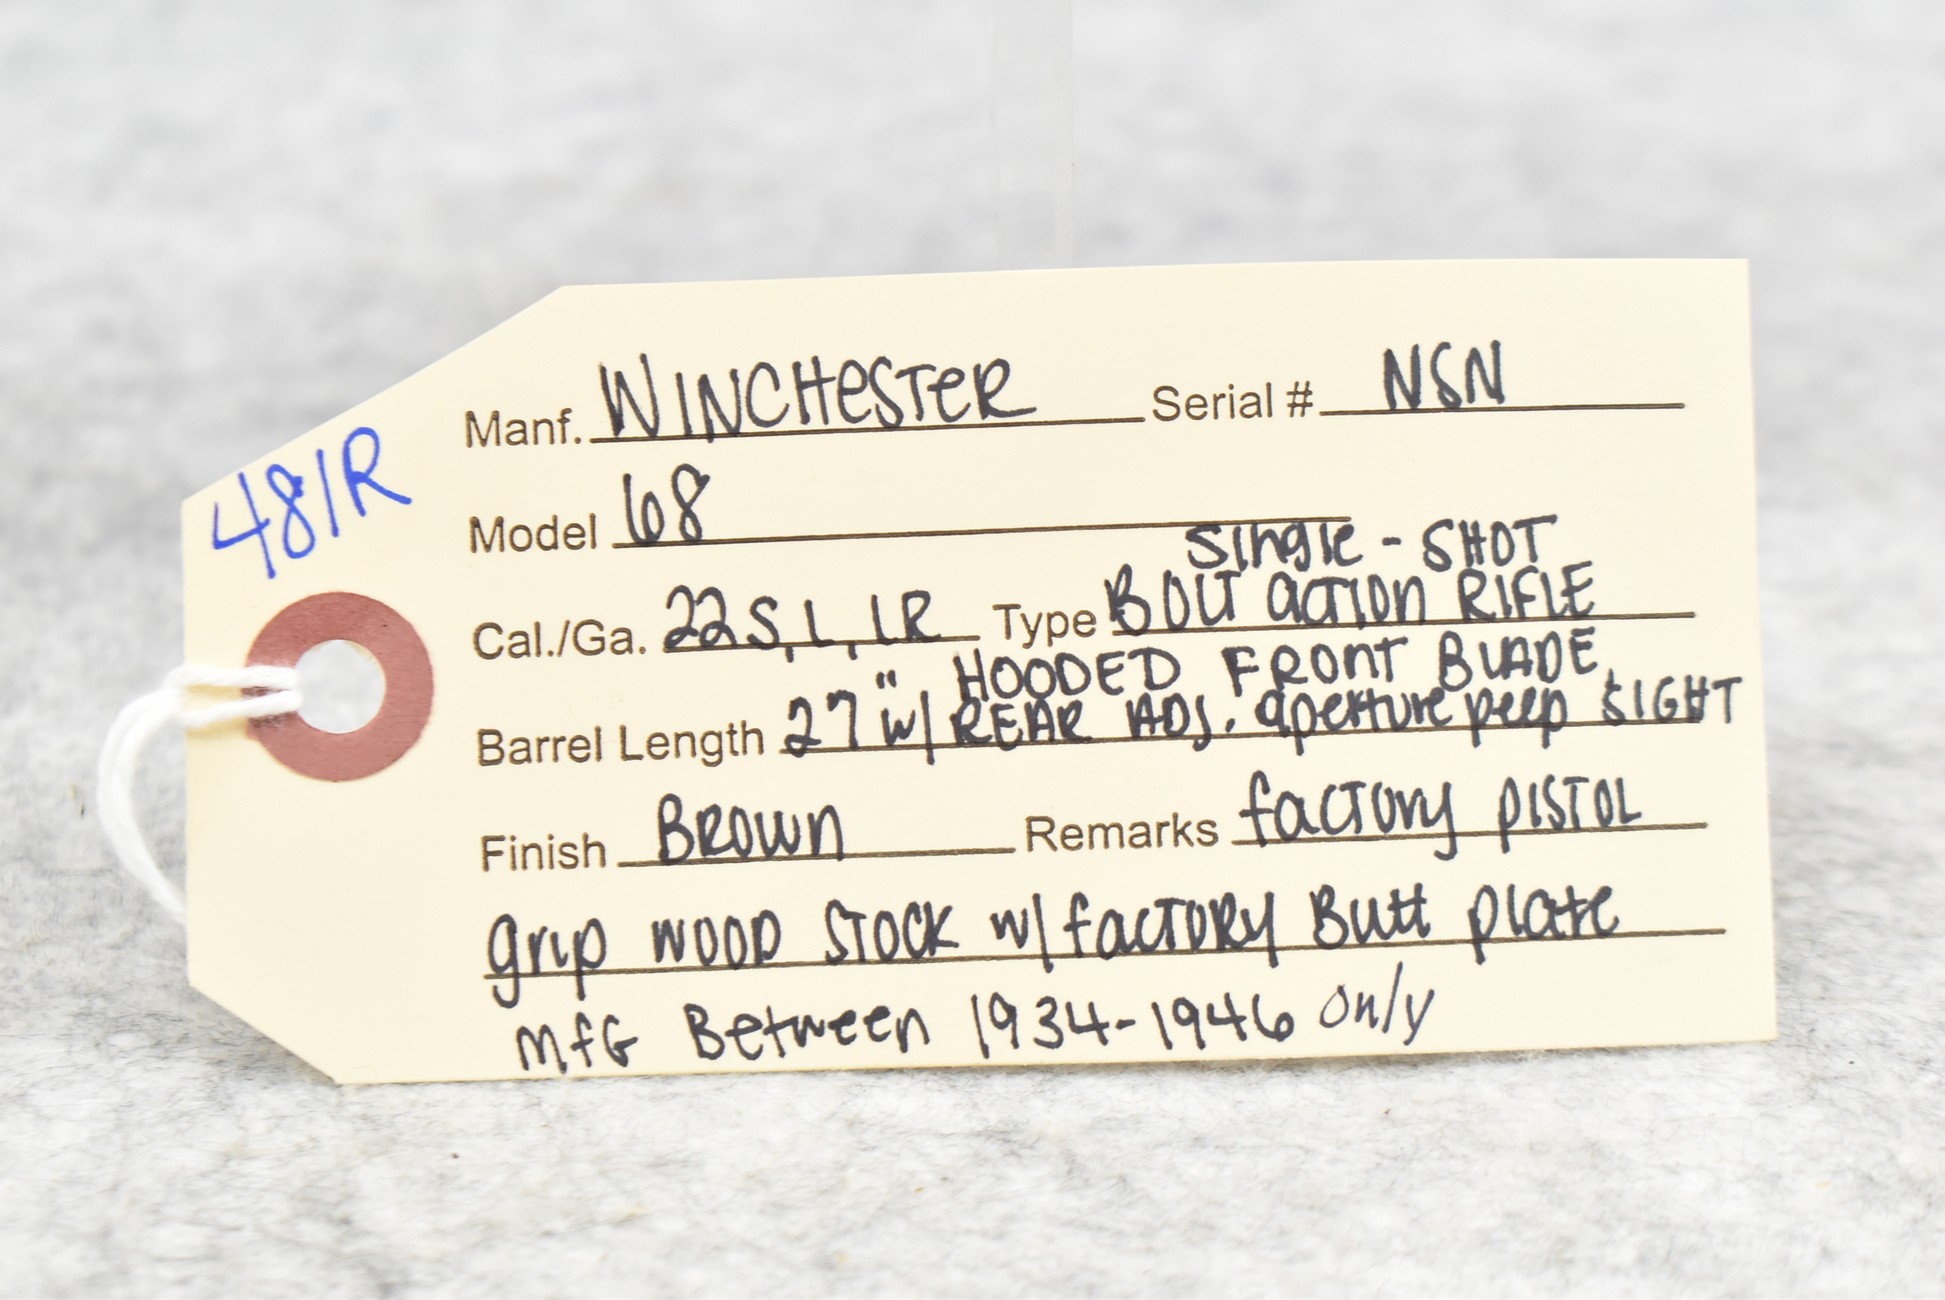 481R
Manf. WINCHESTER Serial # NSN
Model 68
Single-SHOT
Cal./Ga. 22 S, L, LR Type BOLT ACTION RIFLE
HOODED FRONT BLADE
Barrel Length 27" w/ REAR ADJ. aperture peep SIGHT
Finish BROWN Remarks factory PISTOL
grip WOOD STOCK w/ factory Butt plate
MFG Between 1934-1946 only